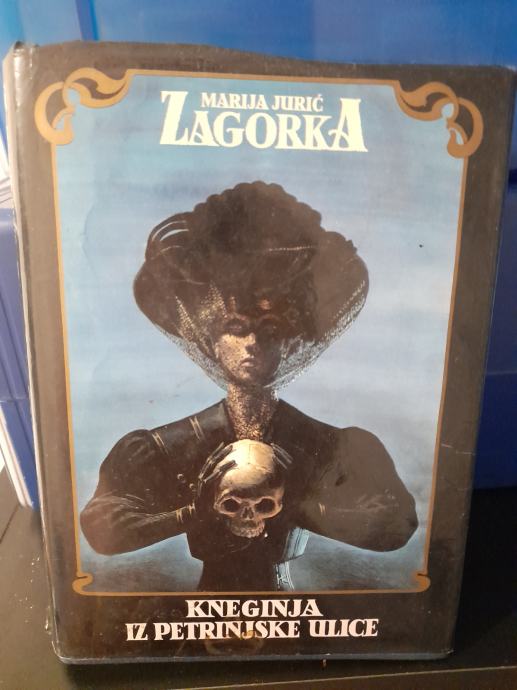 MARIJA JURIĆ
ZAGORKA
KNEGINJA
IZ PETRINJSKE ULICE